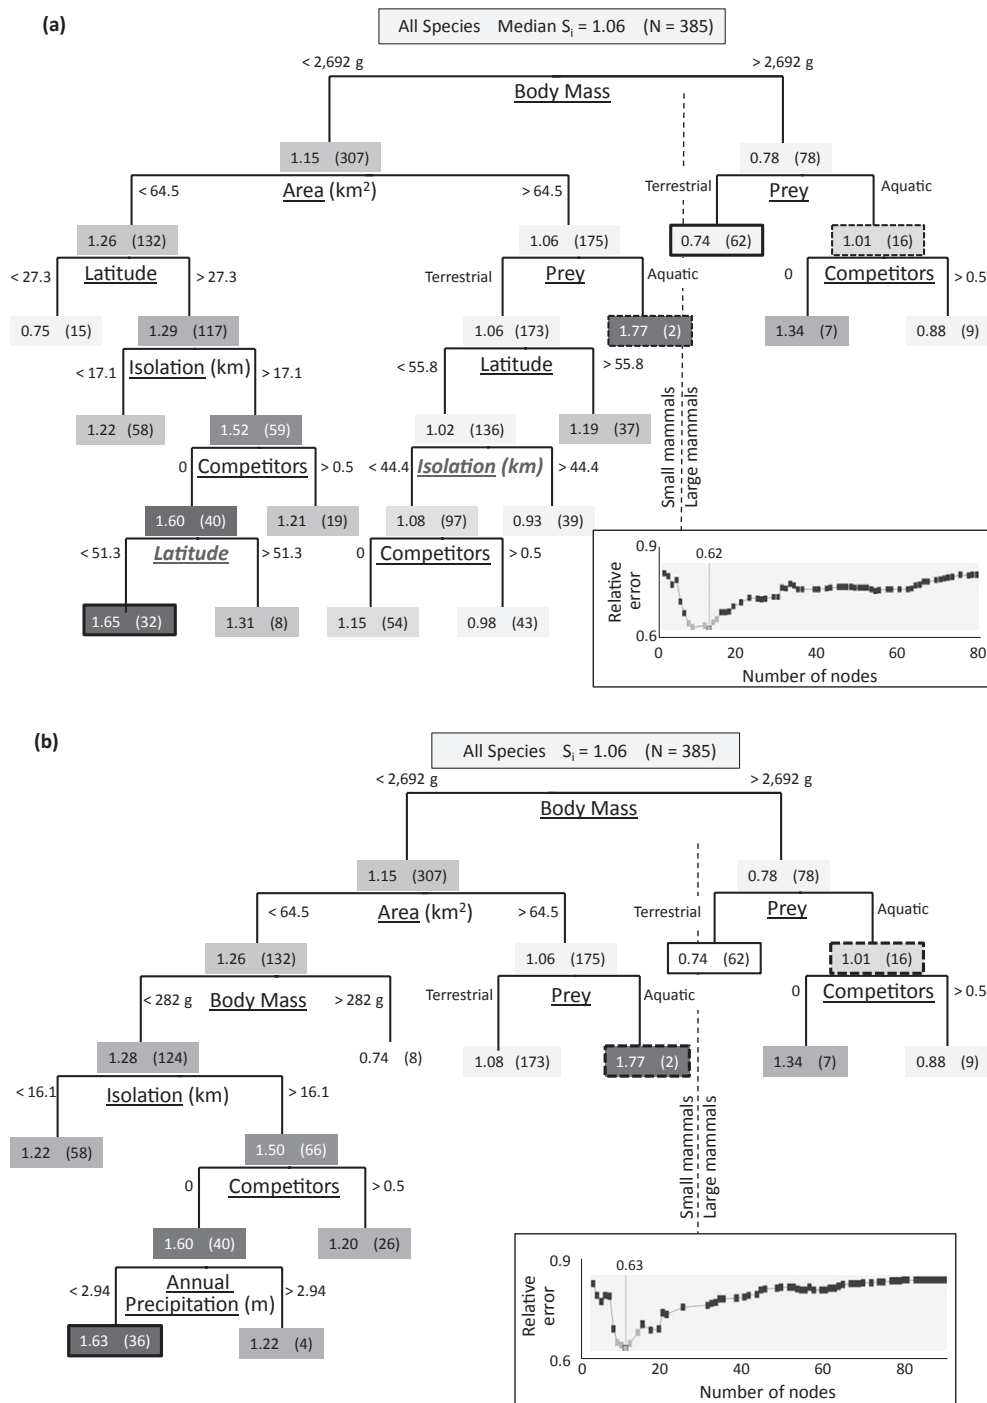 (a)
All Species Median Si = 1.06 (N = 385)
< 2,692 g > 2,692 g
Body Mass
1.15 (307) 0.78 (78)
< 64.5 Area (km²) > 64.5 Terrestrial Prey Aquatic
1.26 (132) 1.06 (175) 0.74 (62) 1.01 (16)
< 27.3 Latitude > 27.3 Terrestrial Prey Aquatic 0 Competitors > 0.5
0.75 (15) 1.29 (117) 1.06 (173) 1.77 (2) 1.34 (7) 0.88 (9)
< 17.1 Isolation (km) > 17.1 < 55.8 Latitude > 55.8
Small mammals
Large mammals
1.22 (58) 1.52 (59) 1.02 (136) 1.19 (37)
0 Competitors > 0.5 < 44.4 Isolation (km) > 44.4
1.60 (40) 1.21 (19) 1.08 (97) 0.93 (39)
< 51.3 Latitude > 51.3 0 Competitors > 0.5
1.65 (32) 1.31 (8) 1.15 (54) 0.98 (43)
0.9
0.62
Relative
error
0.6
0 20 40 60 80
Number of nodes
(b)
All Species Si = 1.06 (N = 385)
< 2,692 g > 2,692 g
Body Mass
1.15 (307) 0.78 (78)
< 64.5 Area (km²) > 64.5 Terrestrial Prey Aquatic
1.26 (132) 1.06 (175) 0.74 (62) 1.01 (16)
< 282 g Body Mass > 282 g Terrestrial Prey Aquatic 0 Competitors > 0.5
1.28 (124) 0.74 (8) 1.08 (173) 1.77 (2) 1.34 (7) 0.88 (9)
< 16.1 Isolation (km) > 16.1
Small mammals
Large mammals
1.22 (58) 1.50 (66)
0 Competitors > 0.5
1.60 (40) 1.20 (26)
< 2.94 Annual > 2.94
Precipitation (m)
1.63 (36) 1.22 (4)
0.9
0.63
Relative
error
0.6
0 20 40 60 80
Number of nodes